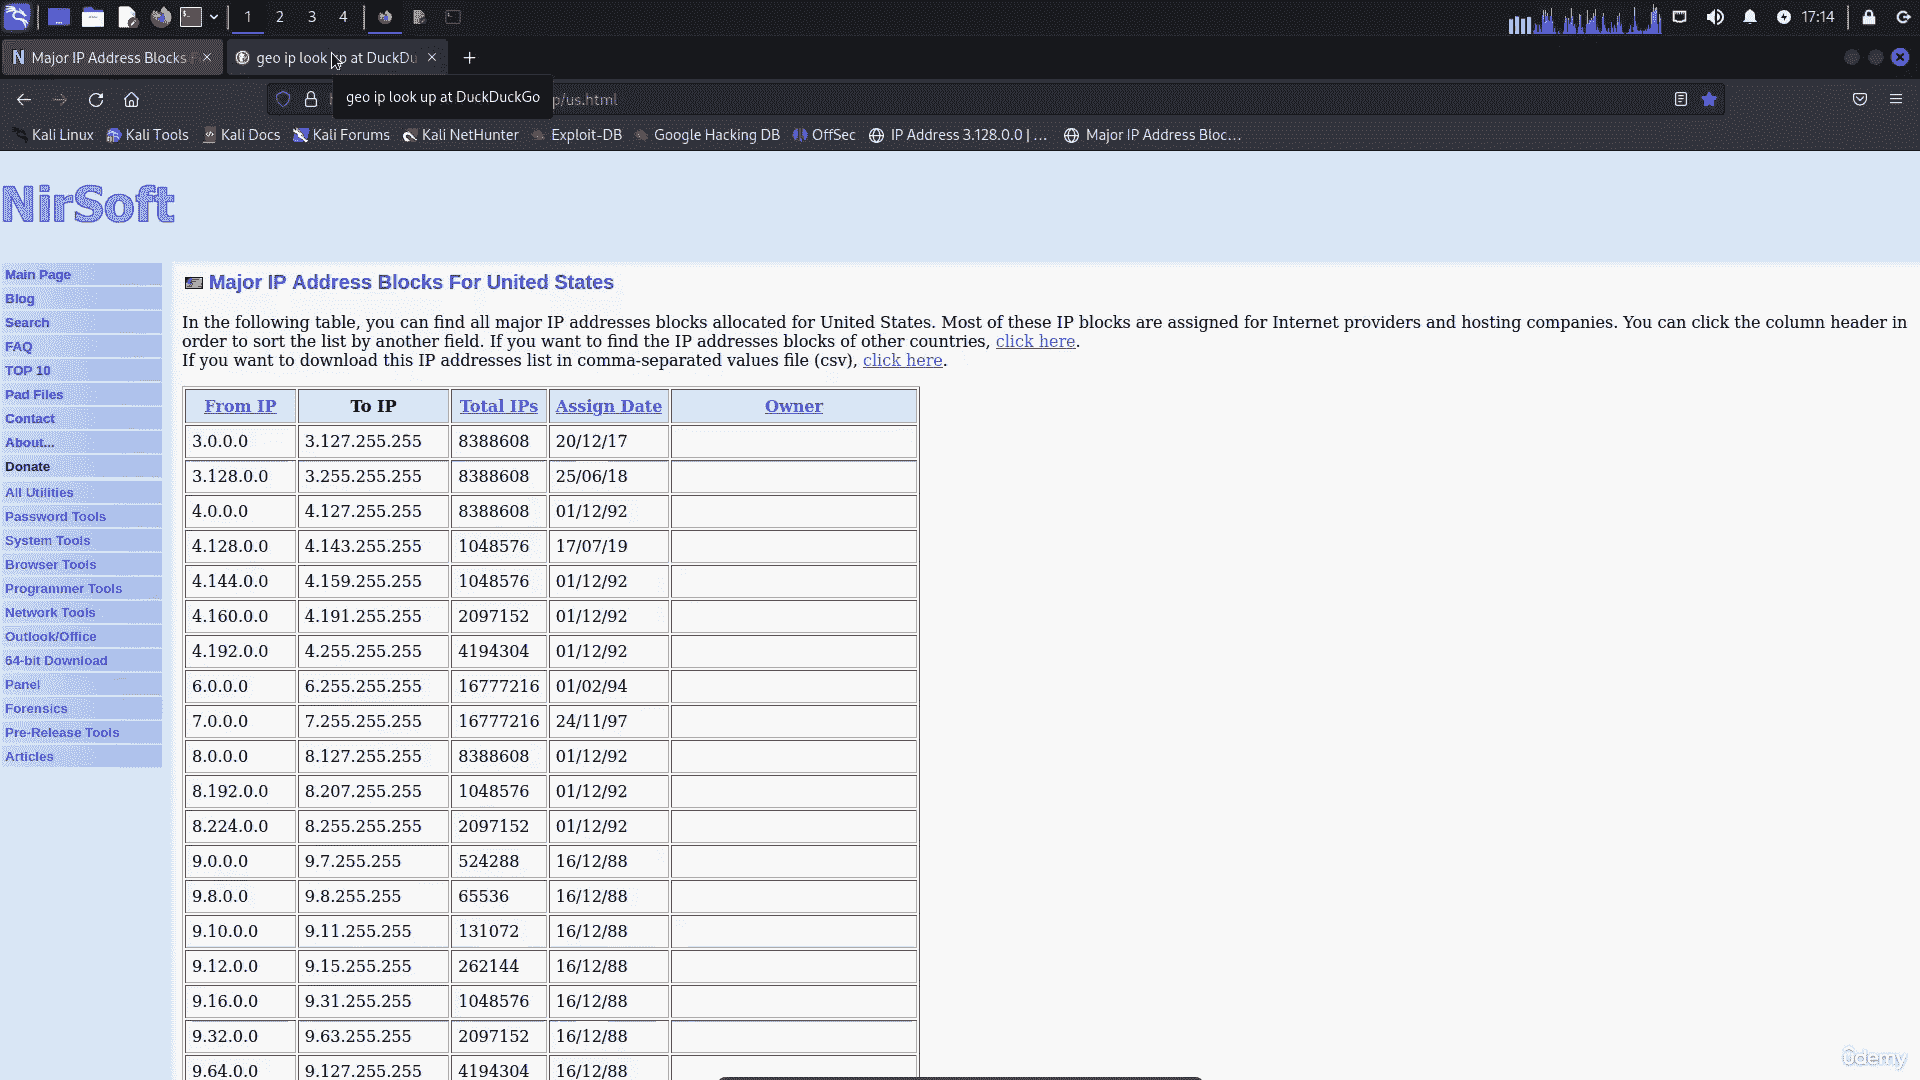 1 2 3 4
17:14
Major IP Address Blocks F
geo ip look up at DuckDu
geo ip look up at DuckDuckGo
p/us.html
Kali Linux Kali Tools Kali Docs Kali Forums Kali NetHunter Exploit-DB Google Hacking DB OffSec IP Address 3.128.0.0 | ... Major IP Address Bloc...
NirSoft
Main Page
Blog
Search
FAQ
TOP 10
Pad Files
Contact
About...
Donate
All Utilities
Password Tools
System Tools
Browser Tools
Programmer Tools
Network Tools
Outlook/Office
64-bit Download
Panel
Forensics
Pre-Release Tools
Articles
Major IP Address Blocks For United States
In the following table, you can find all major IP addresses blocks allocated for United States. Most of these IP blocks are assigned for Internet providers and hosting companies. You can click the column header in
order to sort the list by another field. If you want to find the IP addresses blocks of other countries, click here.
If you want to download this IP addresses list in comma-separated values file (csv), click here.
From IP To IP Total IPs Assign Date Owner
3.0.0.0 3.127.255.255 8388608 20/12/17
3.128.0.0 3.255.255.255 8388608 25/06/18
4.0.0.0 4.127.255.255 8388608 01/12/92
4.128.0.0 4.143.255.255 1048576 17/07/19
4.144.0.0 4.159.255.255 1048576 01/12/92
4.160.0.0 4.191.255.255 2097152 01/12/92
4.192.0.0 4.255.255.255 4194304 01/12/92
6.0.0.0 6.255.255.255 16777216 01/02/94
7.0.0.0 7.255.255.255 16777216 24/11/97
8.0.0.0 8.127.255.255 8388608 01/12/92
8.192.0.0 8.207.255.255 1048576 01/12/92
8.224.0.0 8.255.255.255 2097152 01/12/92
9.0.0.0 9.7.255.255 524288 16/12/88
9.8.0.0 9.8.255.255 65536 16/12/88
9.10.0.0 9.11.255.255 131072 16/12/88
9.12.0.0 9.15.255.255 262144 16/12/88
9.16.0.0 9.31.255.255 1048576 16/12/88
9.32.0.0 9.63.255.255 2097152 16/12/88
9.64.0.0 9.127.255.255 4194304 16/12/88
ûdemy